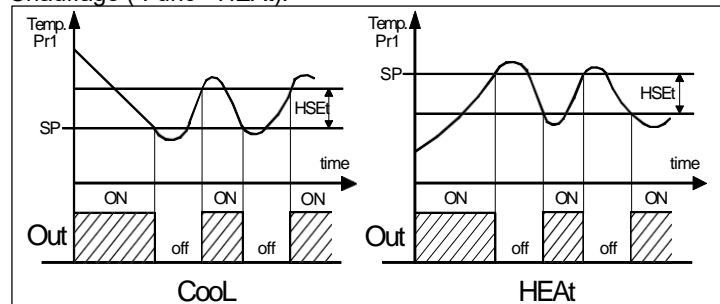 Chauffage ( "Func"=HEAt):
Temp.
Pr1
HSEt
SP
time
ON
ON
ON
Out
off
off
CooL
Temp.
Pr1
SP
HSEt
time
ON
ON
ON
Out
off
off
HEAt